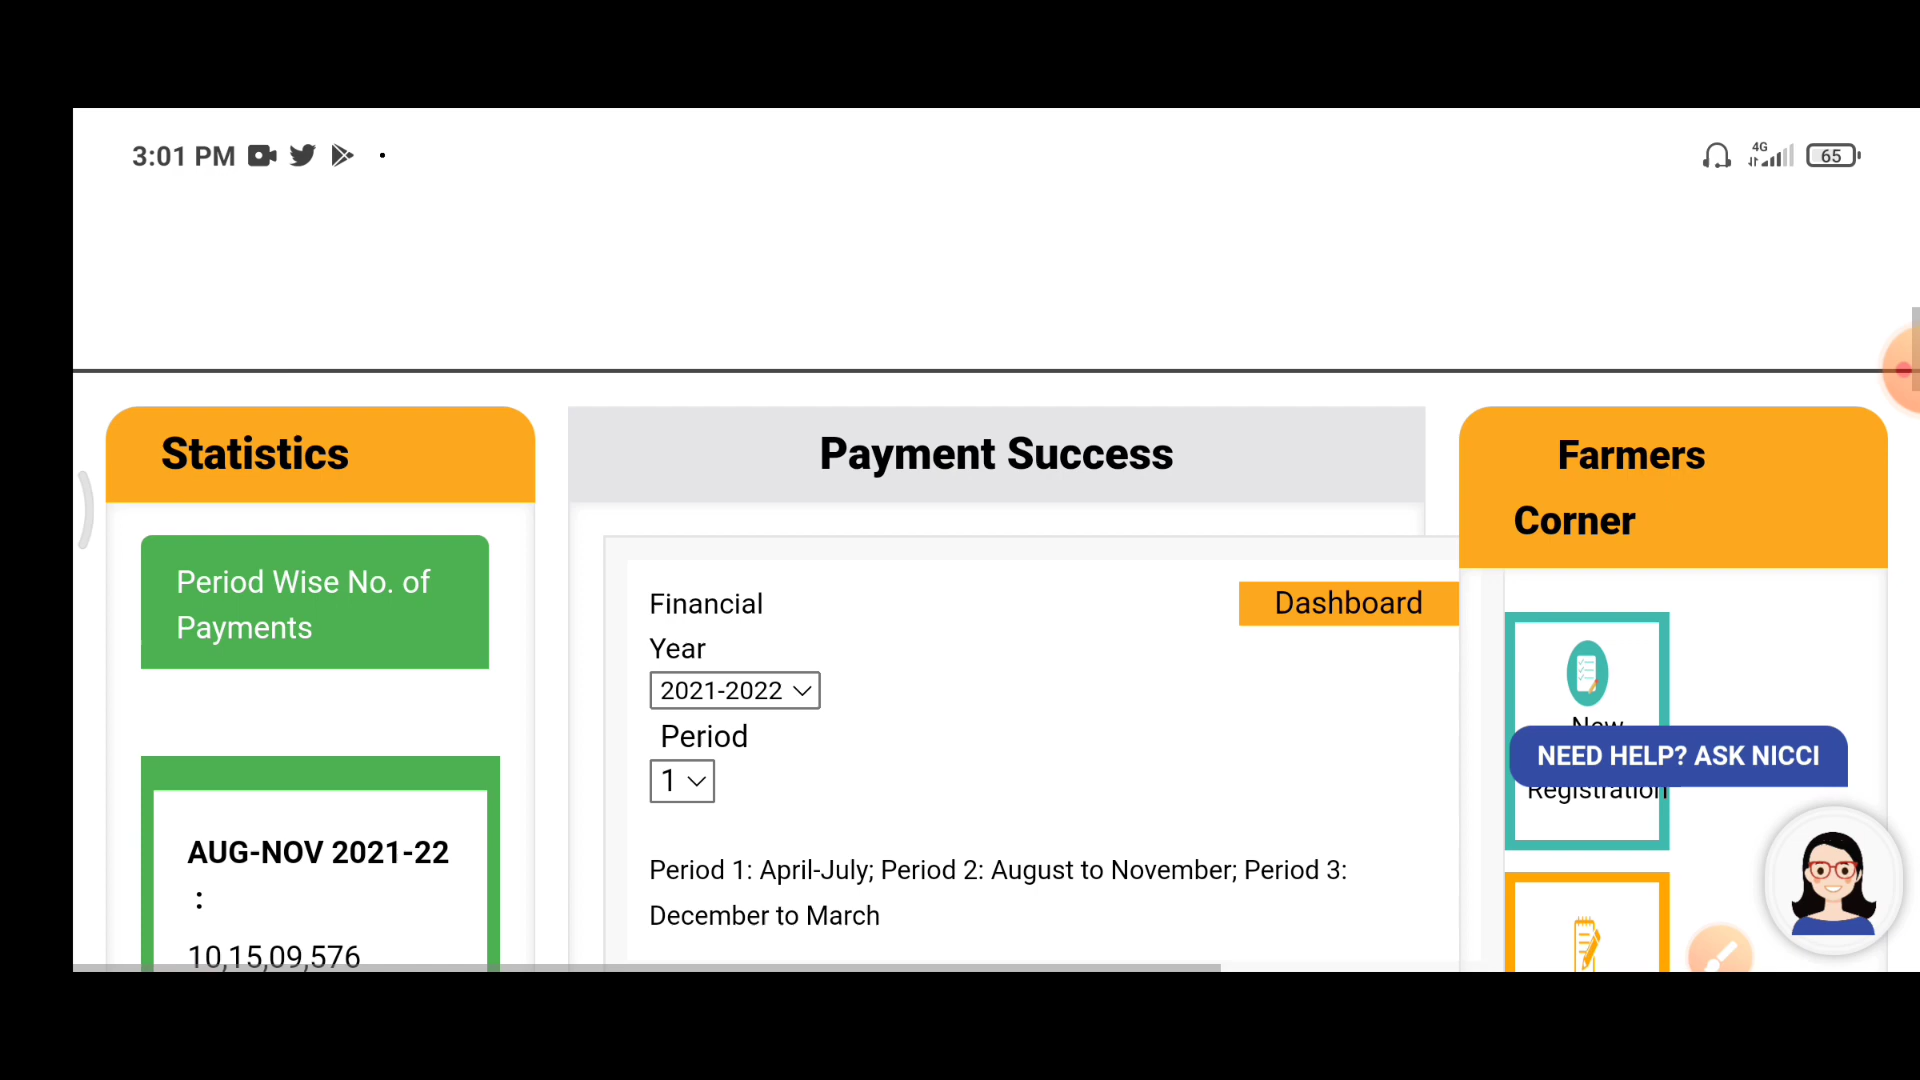 3:01 PM
4G
65
Statistics
Period Wise No. of
Payments
AUG-NOV 2021-22
:
10,15,09,576
Payment Success
Financial
Year
2021-2022
Period
1
Dashboard
Period 1: April-July; Period 2: August to November; Period 3:
December to March
Farmers
Corner
New
Registration
NEED HELP? ASK NICCI